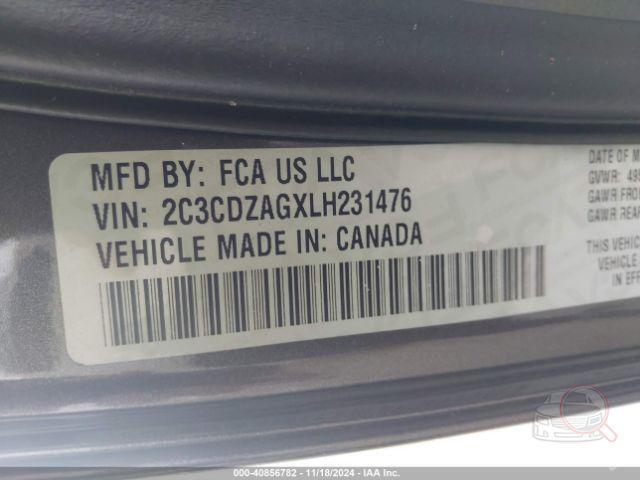 MFD BY: FCA US LLC
VIN: 2C3CDZAGXLH231476
VEHICLE MADE IN: CANADA
DATE OF M
GVWR: 495
GAWR FRO
GAWR REA
THIS VEHIC
VEHICLE
IN EFF
000-40856782 - 11/18/2024 - IAA Inc.